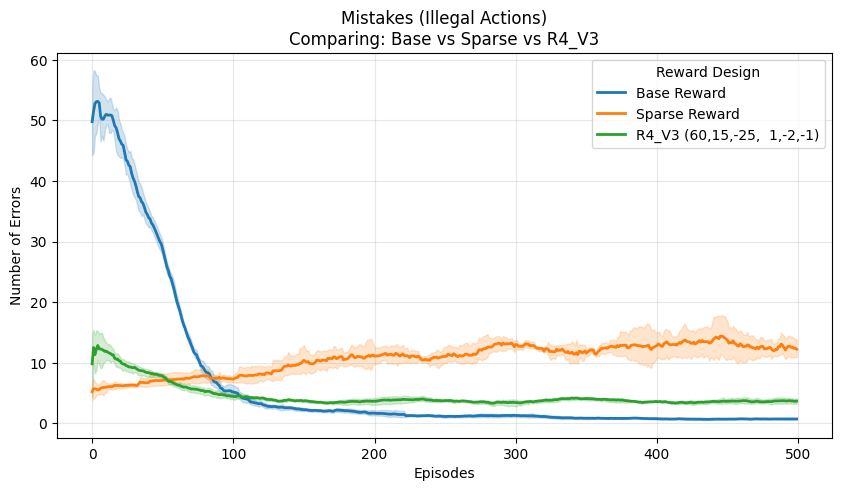 Mistakes (Illegal Actions)
Comparing: Base vs Sparse vs R4_V3
Number of Errors
60
50
40
30
20
10
0
Reward Design
Base Reward
Sparse Reward
R4_V3 (60,15,-25,  1,-2,-1)
0
100
200
300
400
500
Episodes